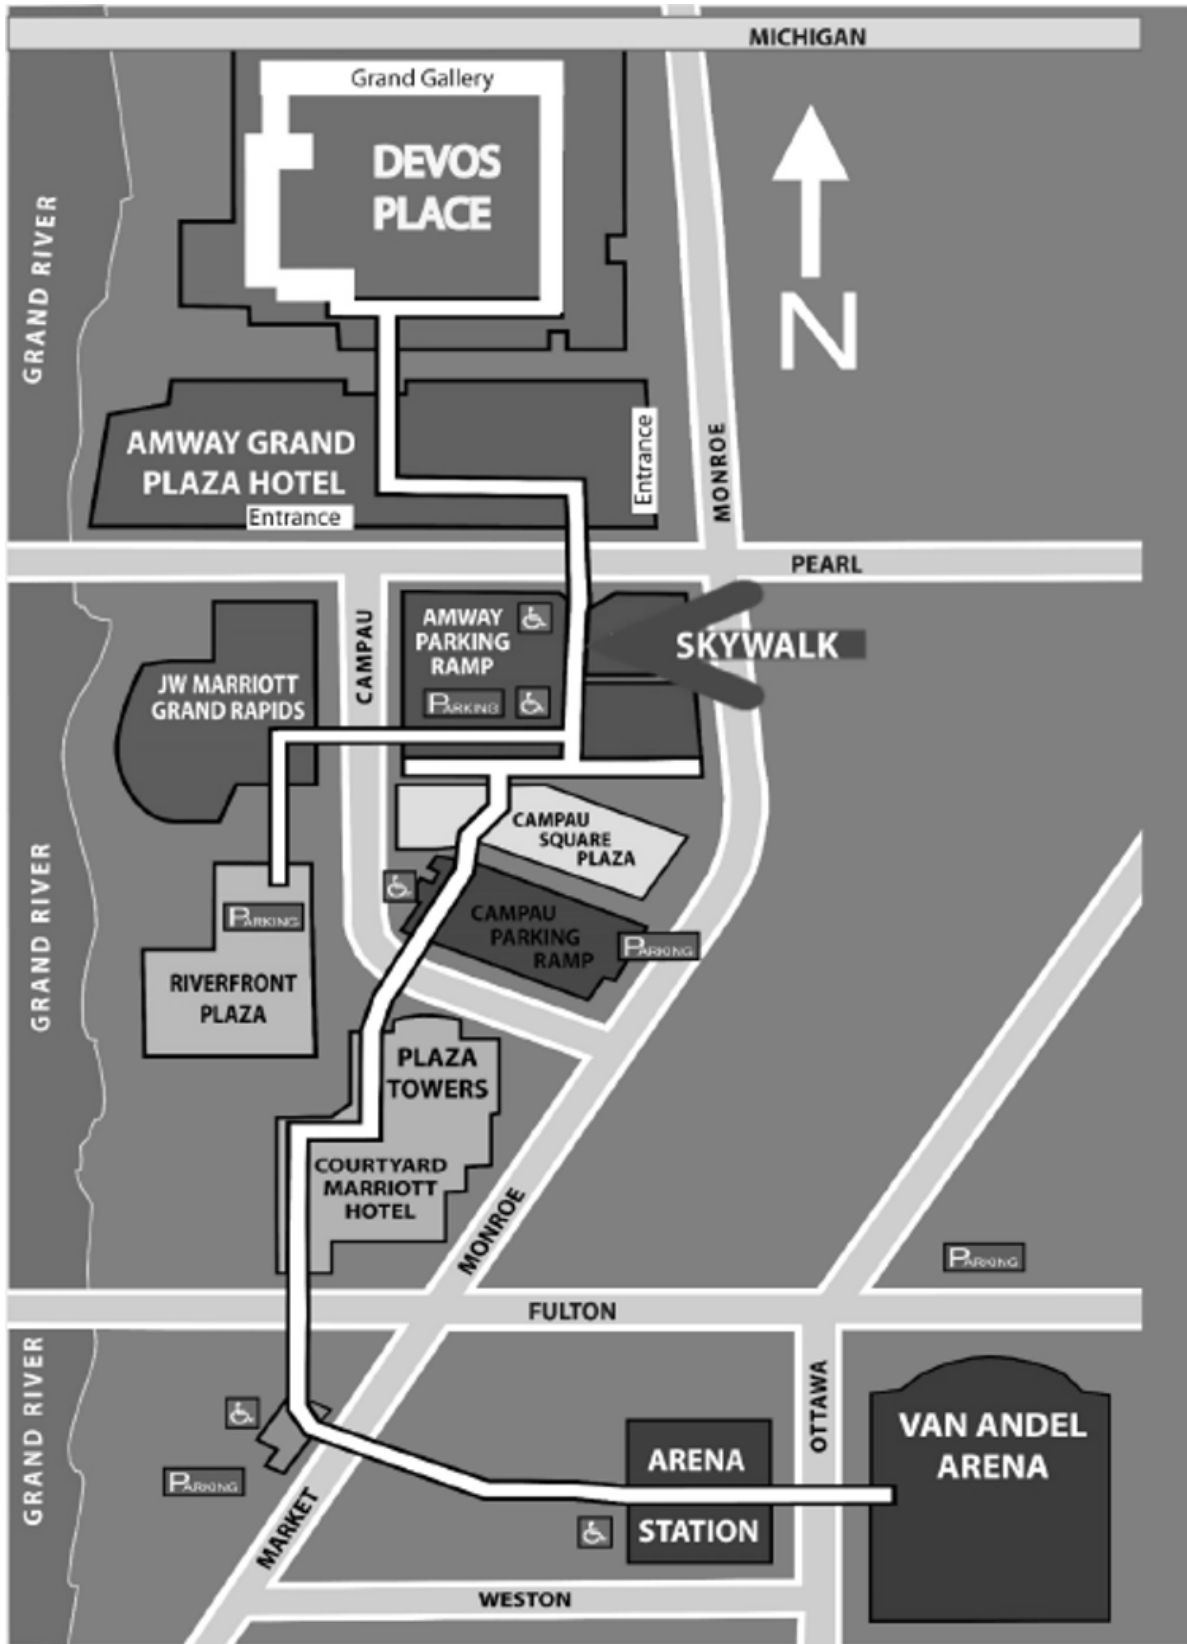 MICHIGAN
Grand Gallery
DEVOS
PLACE
GRAND RIVER
N
AMWAY GRAND
PLAZA HOTEL
Entrance
Entrance
MONROE
PEARL
CAMPAU
AMWAY
PARKING
RAMP
PARKING
SKYWALK
JW MARRIOTT
GRAND RAPIDS
CAMPAU
SQUARE
PLAZA
GRAND RIVER
PARKING
CAMPAU
PARKING
RAMP
PARKING
RIVERFRONT
PLAZA
PLAZA
TOWERS
COURTYARD
MARRIOTT
HOTEL
MONROE
PARKING
FULTON
GRAND RIVER
OTTAWA
VAN ANDEL
ARENA
ARENA
STATION
PARKING
MARKET
WESTON